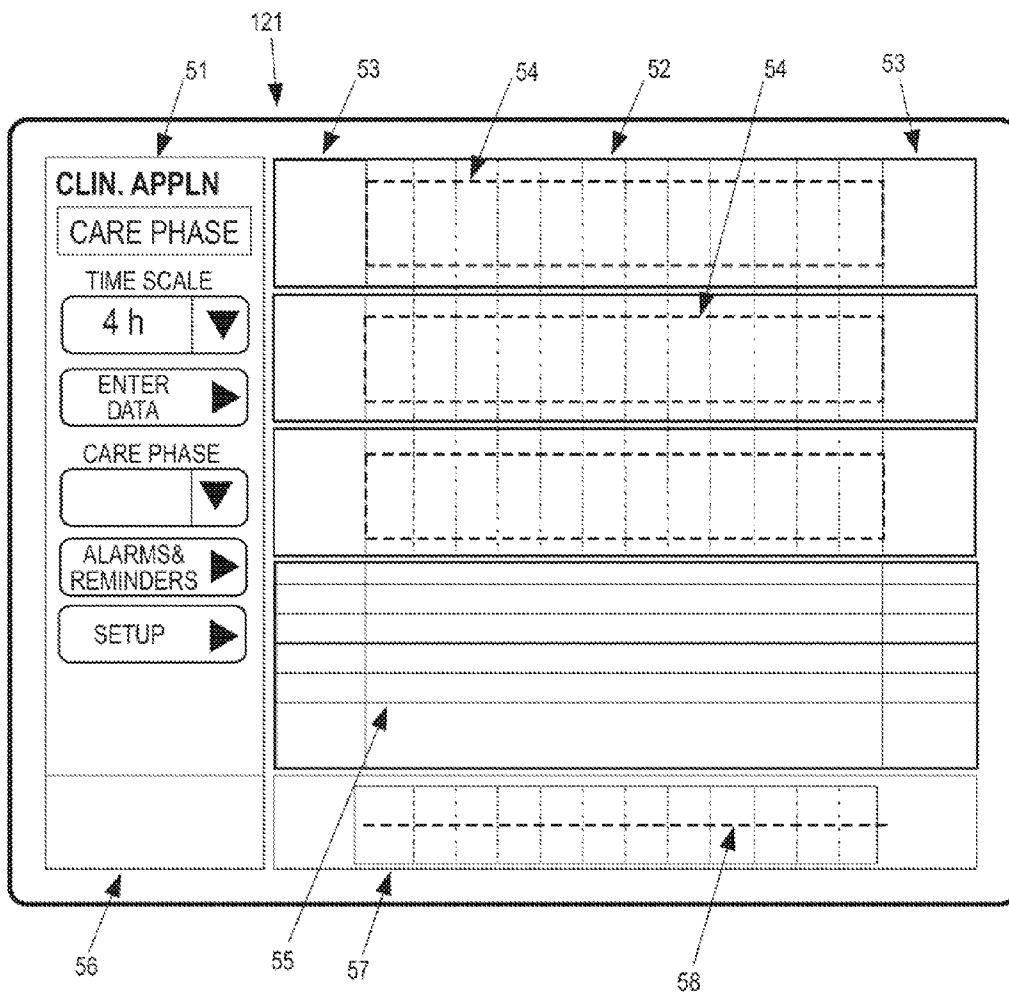 121
51
53
54
52
54
53
CLIN. APPLN
CARE PHASE
TIME SCALE
4 h
ENTER
DATA
CARE PHASE
ALARMS&
REMINDERS
SETUP
56
55
57
58